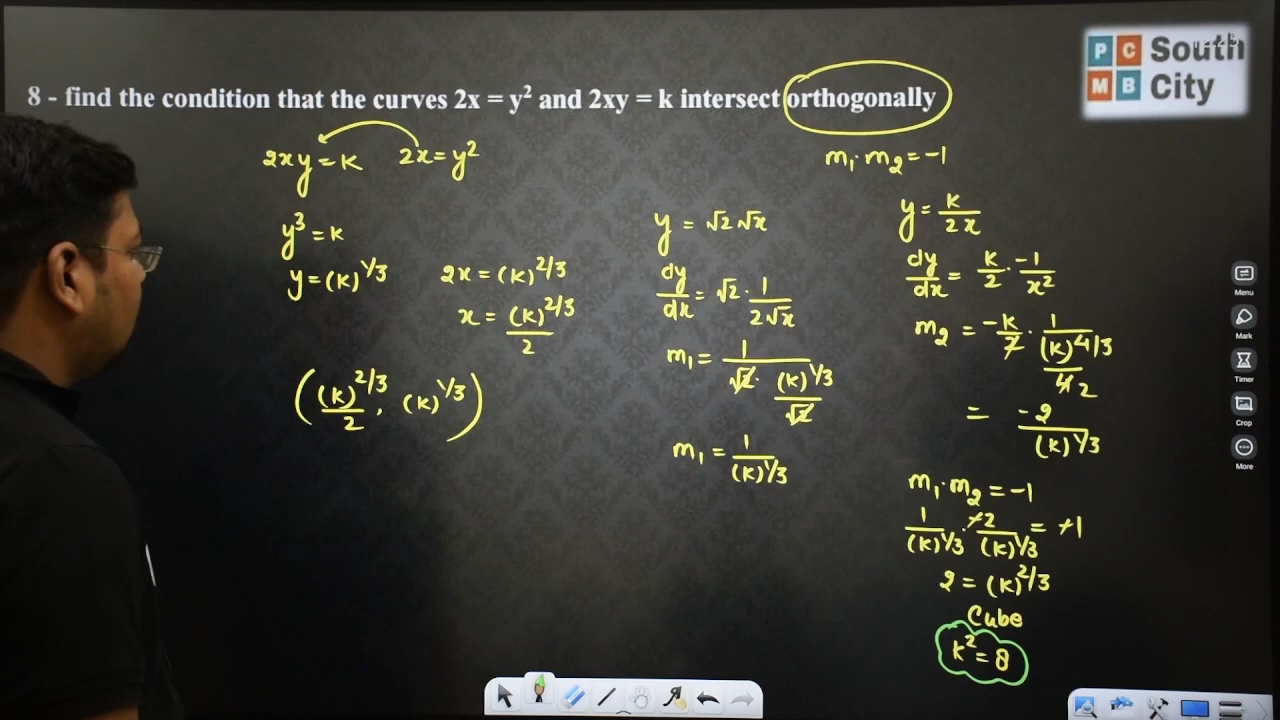 8 - find the condition that the curves 2x = y² and 2xy = k intersect orthogonally
P C
M B
South
City
2xy = k    2x = y²
y³ = k
y = (k)^1/3
2x = (k)^2/3
x = (k)^2/3 / 2
((k)^2/3 / 2, (k)^1/3)
y = √2 √x
dy/dx = √2 · 1/2√x
m₁ = 1/√2 · (k)^1/3/√2
m₁ = 1/(k)^1/3
m₁·m₂ = -1
y = k/2x
dy/dx = k/2 · -1/x²
m₂ = -k/2 · 1/(k)^4/3/4 2
= -2/(k)^1/3
m₁·m₂ = -1
1/(k)^1/3 · -2/(k)^1/3 = -1
2 = (k)^2/3
Cube
k² = 8
Menu
Mark
Timer
Crop
More